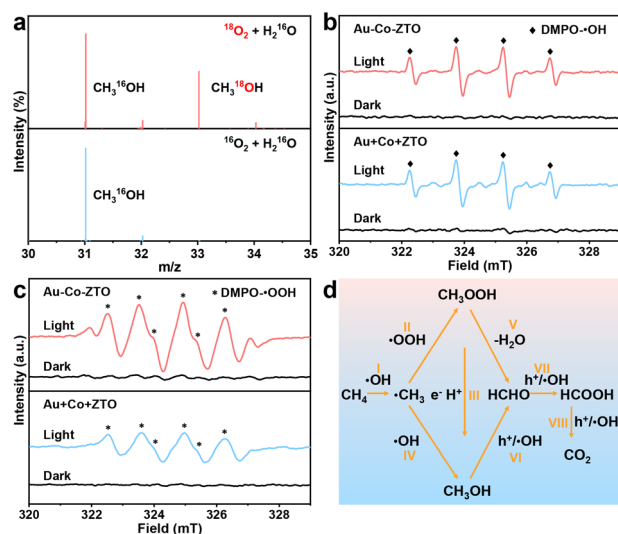 a
¹⁸O₂ + H₂¹⁶O
CH₃¹⁶OH
CH₃¹⁸OH
¹⁶O₂ + H₂¹⁶O
CH₃¹⁶OH
Intensity (%)
30 31 32 33 34 35
m/z
b
Au-Co-ZTO
♦ DMPO-•OH
Light
Dark
Au+Co+ZTO
Light
Dark
Intensity (a.u.)
322 324 326 328
Field (mT)
c
Au-Co-ZTO
* DMPO-•OOH
Light
Dark
Au+Co+ZTO
Light
Dark
Intensity (a.u.)
320 322 324 326 328
Field (mT)
d
CH₃OOH
II
•OOH
V
-H₂O
I
•OH
CH₄
•CH₃
e⁻ H⁺
III
HCHO
VII
h⁺/•OH
HCOOH
•OH
IV
h⁺/•OH
VI
VIII
h⁺/•OH
CO₂
CH₃OH